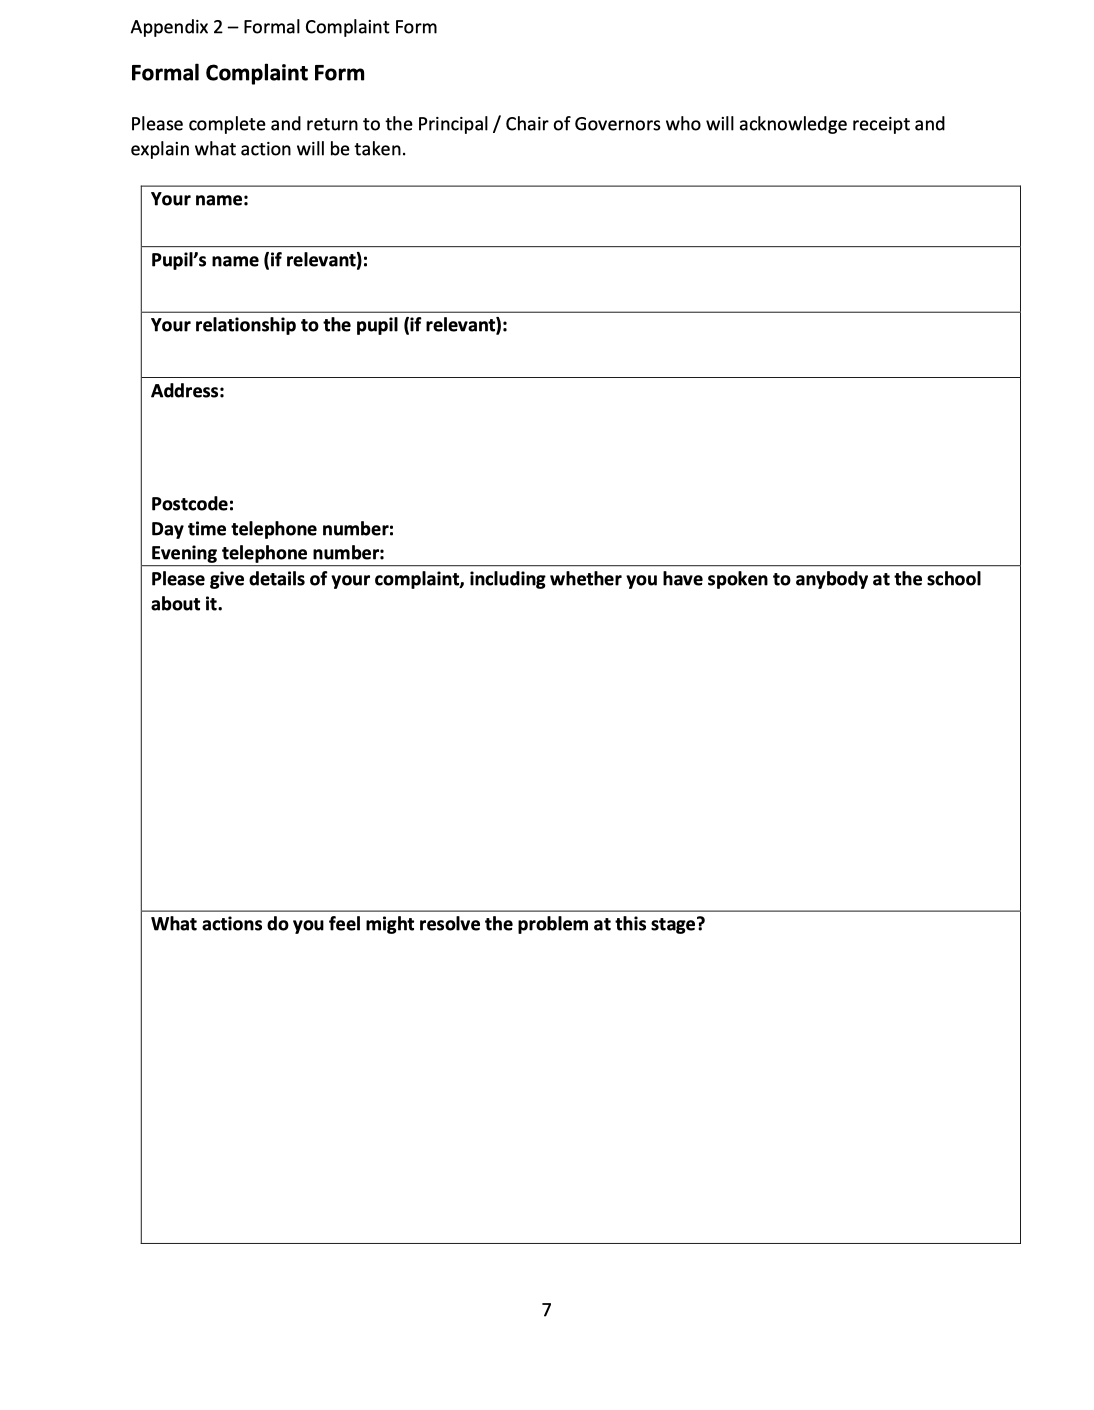 Appendix 2 – Formal Complaint Form
Formal Complaint Form
Please complete and return to the Principal / Chair of Governors who will acknowledge receipt and
explain what action will be taken.
Your name:
Pupil’s name (if relevant):
Your relationship to the pupil (if relevant):
Address:
Postcode:
Day time telephone number:
Evening telephone number:
Please give details of your complaint, including whether you have spoken to anybody at the school
about it.
What actions do you feel might resolve the problem at this stage?
7